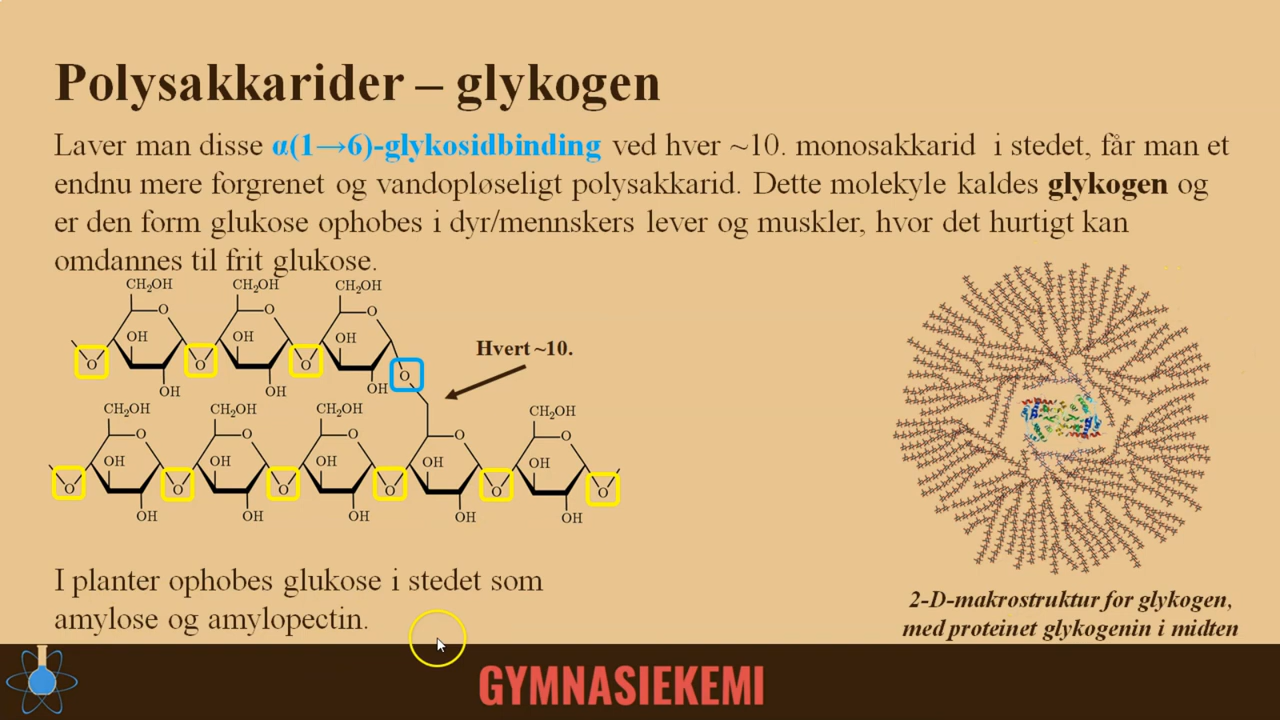 Polysakkarider – glykogen
Laver man disse α(1→6)-glykosidbinding ved hver ~10. monosakkarid i stedet, får man et
endnu mere forgrenet og vandopløseligt polysakkarid. Dette molekyle kaldes glykogen og
er den form glukose ophobes i dyr/mennskers lever og muskler, hvor det hurtigt kan
omdannes til frit glukose.
CH₂OH CH₂OH CH₂OH
O O O
OH OH OH
Hvert ~10.
O O O O
OH OH OH
CH₂OH CH₂OH CH₂OH CH₂OH
O O O O O
OH OH OH OH OH
O O O O O O
OH OH OH OH OH
I planter ophobes glukose i stedet som
amylose og amylopectin.
2-D-makrostruktur for glykogen,
med proteinet glykogenin i midten
GYMNASIEKEMI